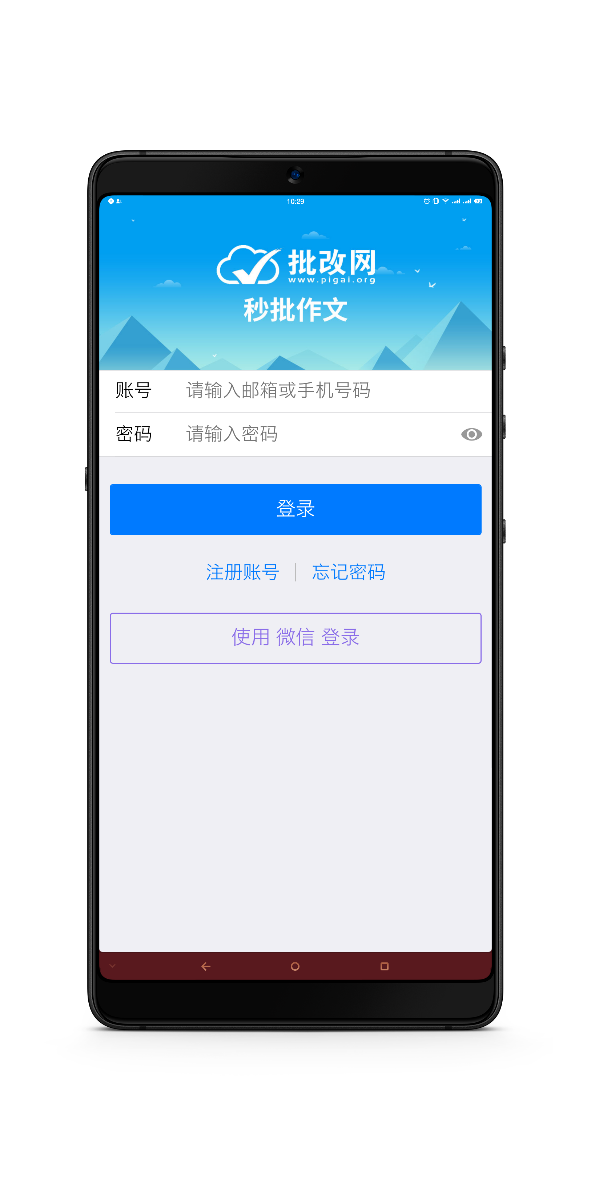 10:29
批改网
www.pigai.org
秒批作文
账号 请输入邮箱或手机号码
密码 请输入密码
登录
注册账号 | 忘记密码
使用 微信 登录